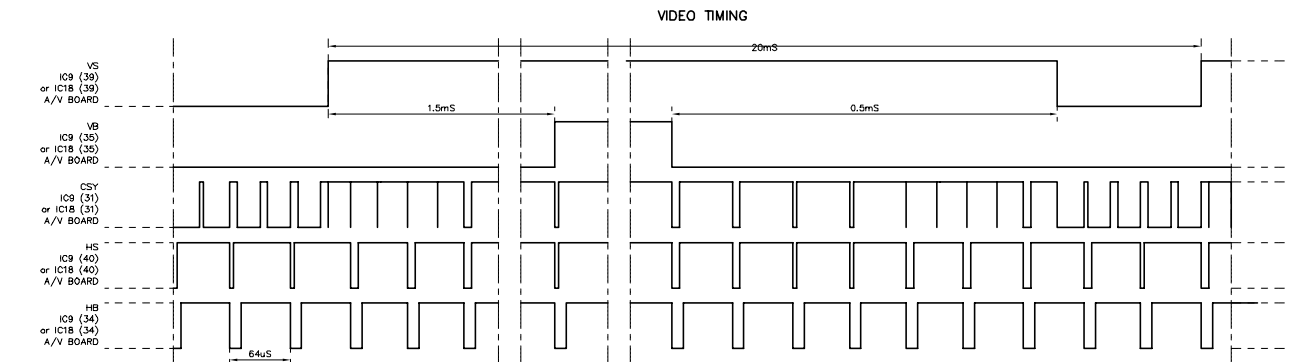 VIDEO TIMING
20mS
VS
IC9 (39)
or IC18 (39)
A/V BOARD
1.5mS
0.5mS
VB
IC9 (35)
or IC18 (35)
A/V BOARD
CSY
IC9 (31)
or IC18 (31)
A/V BOARD
HS
IC9 (40)
or IC18 (40)
A/V BOARD
HB
IC9 (34)
or IC18 (34)
A/V BOARD
64uS